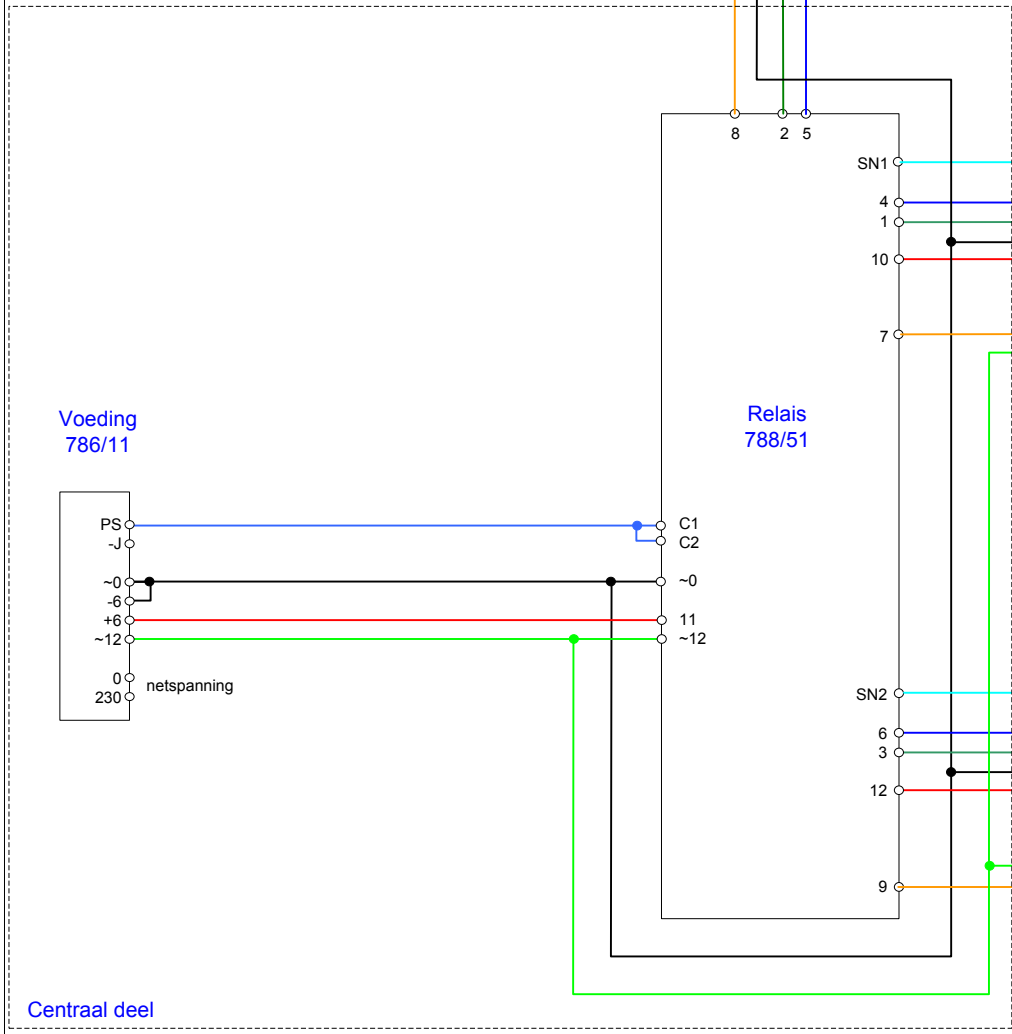 8 2 5
SN1
4
1
10
7
Voeding
786/11
Relais
788/51
PS
-J
~0
-6
+6
~12
0
230
netspanning
C1
C2
~0
11
~12
SN2
6
3
12
9
Centraal deel